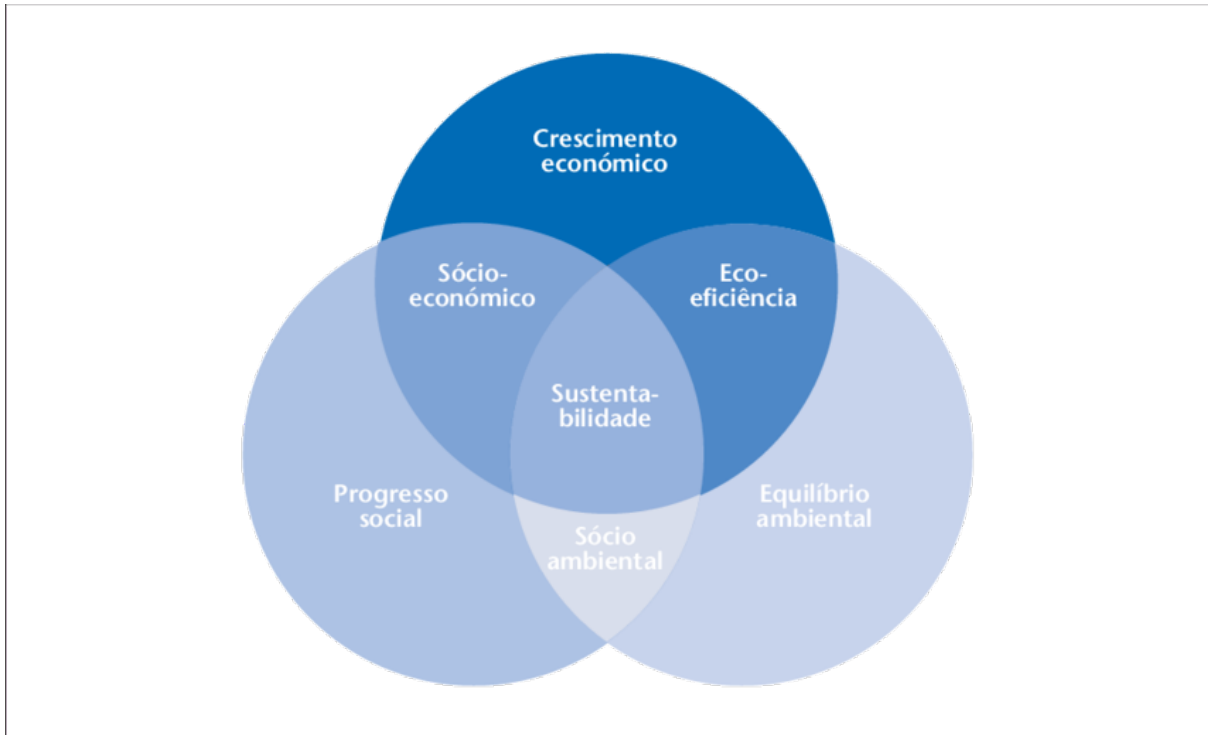 Crescimento
económico
Sócio-
económico
Eco-
eficiência
Sustenta-
bilidade
Progresso
social
Equilíbrio
ambiental
Sócio
ambiental